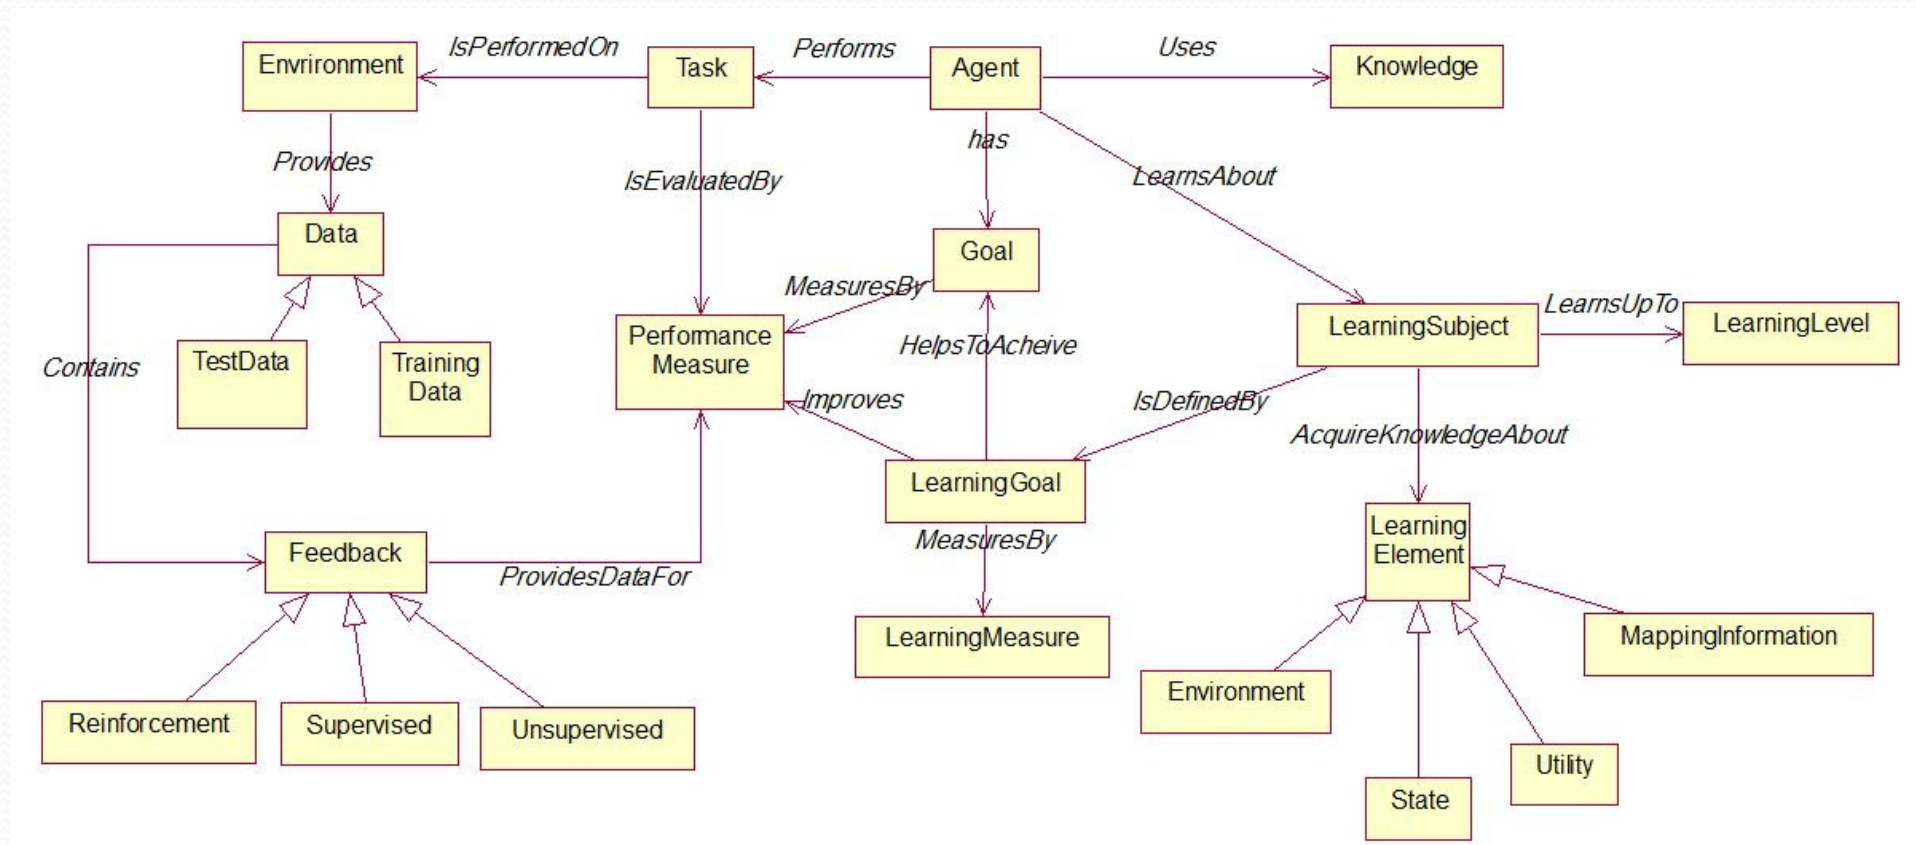 IsPerformedOn
Performs
Uses
Envrironment
Task
Agent
Knowledge
has
Provides
IsEvaluatedBy
LearnsAbout
Data
Goal
MeasuresBy
LearnsUpTo
PerformanceMeasure
Measure
LearningSubject
LearningLevel
HelpsToAcheive
TestData
Training
Data
Contains
Improves
IsDefinedBy
AcquireKnowledgeAbout
LearningGoal
Learning
Element
MeasuresBy
Feedback
ProvidesDataFor
LearningMeasure
MappingInformation
Environment
Reinforcement
Supervised
Unsupervised
Utility
State